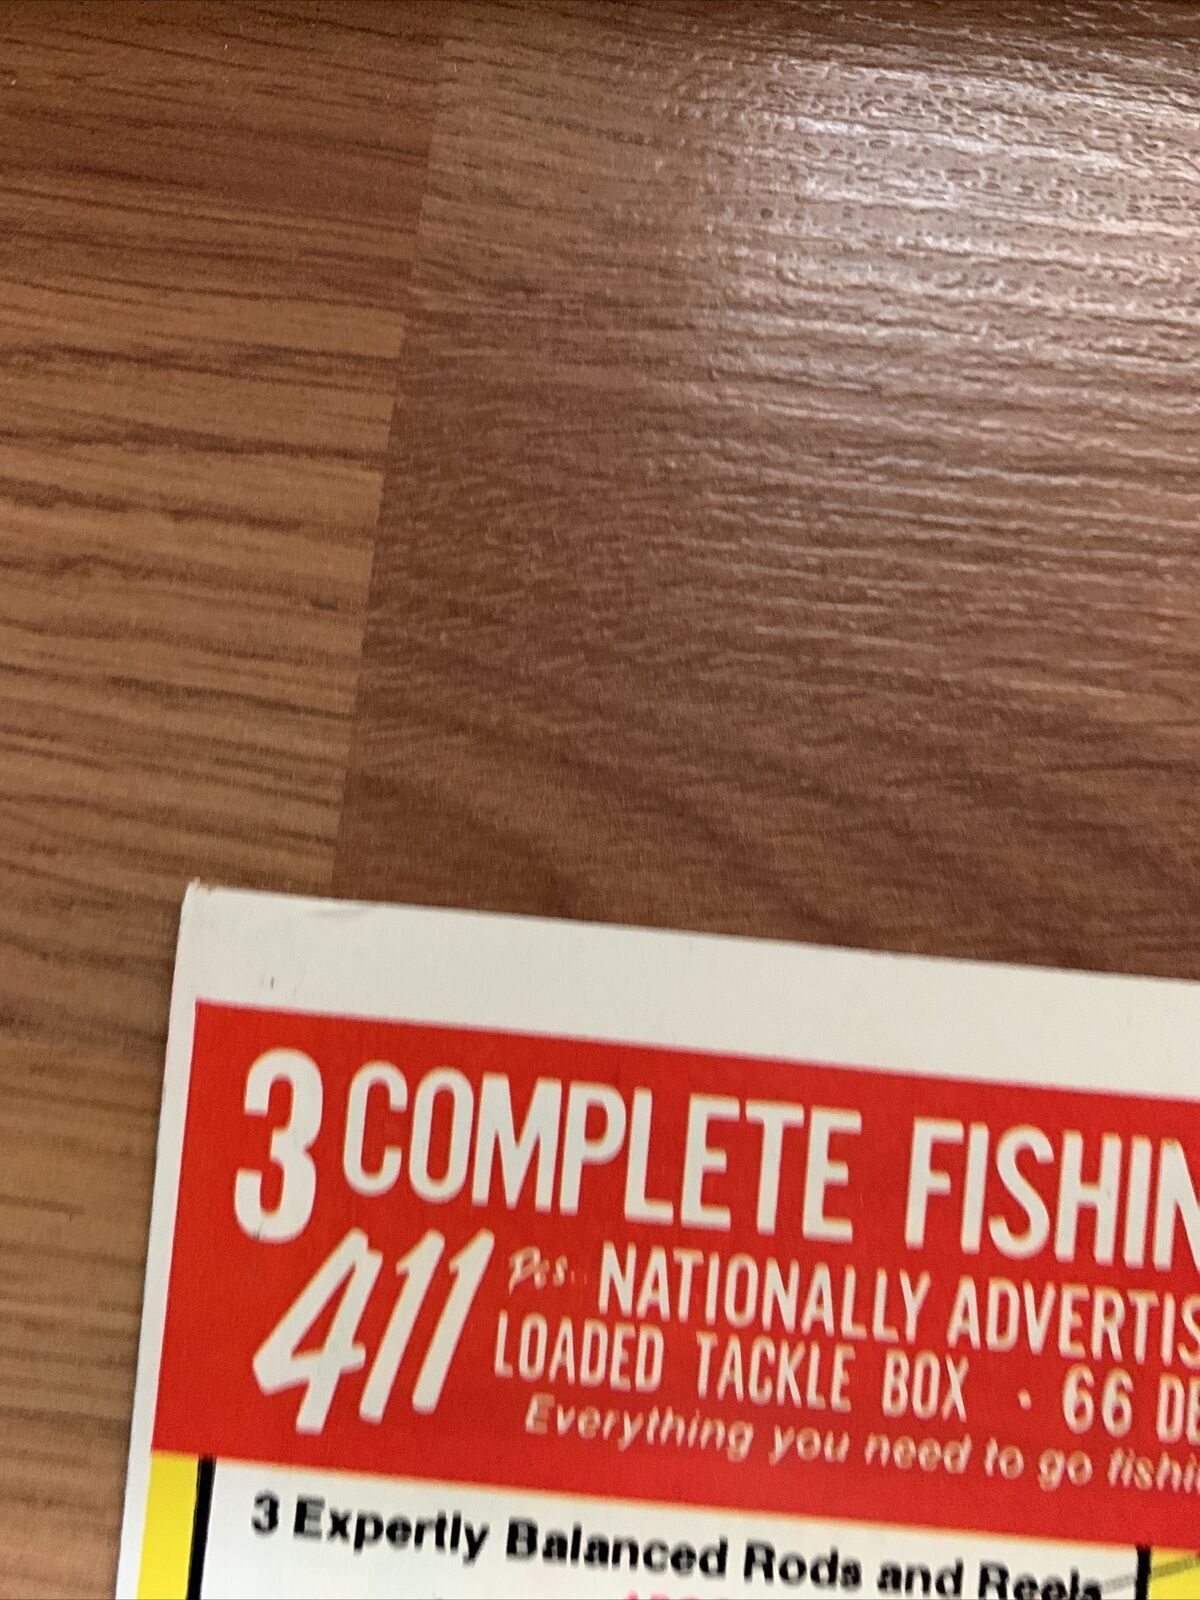 3 COMPLETE FISHIN
411 Pcs. NATIONALLY ADVERTIS
LOADED TACKLE BOX · 66 DE
Everything you need to go fishi
3 Expertly Balanced Rods and Reels